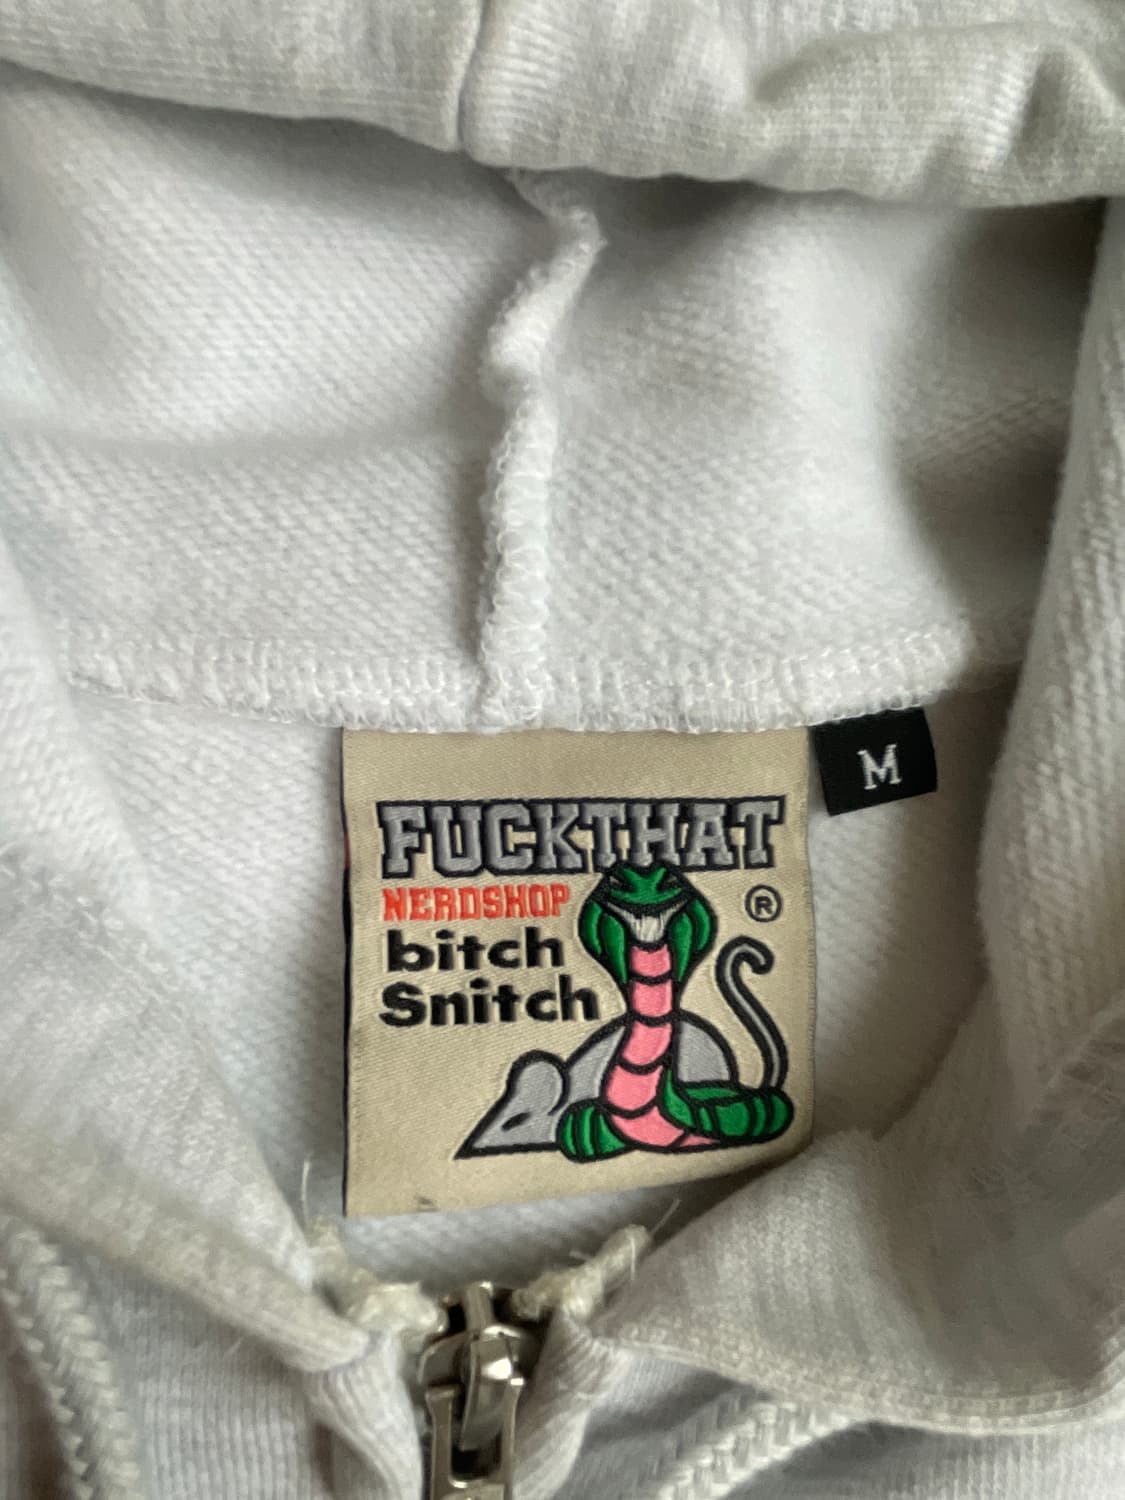 FUCKTHAT
NERDSHOP
bitch
Snitch
®
M